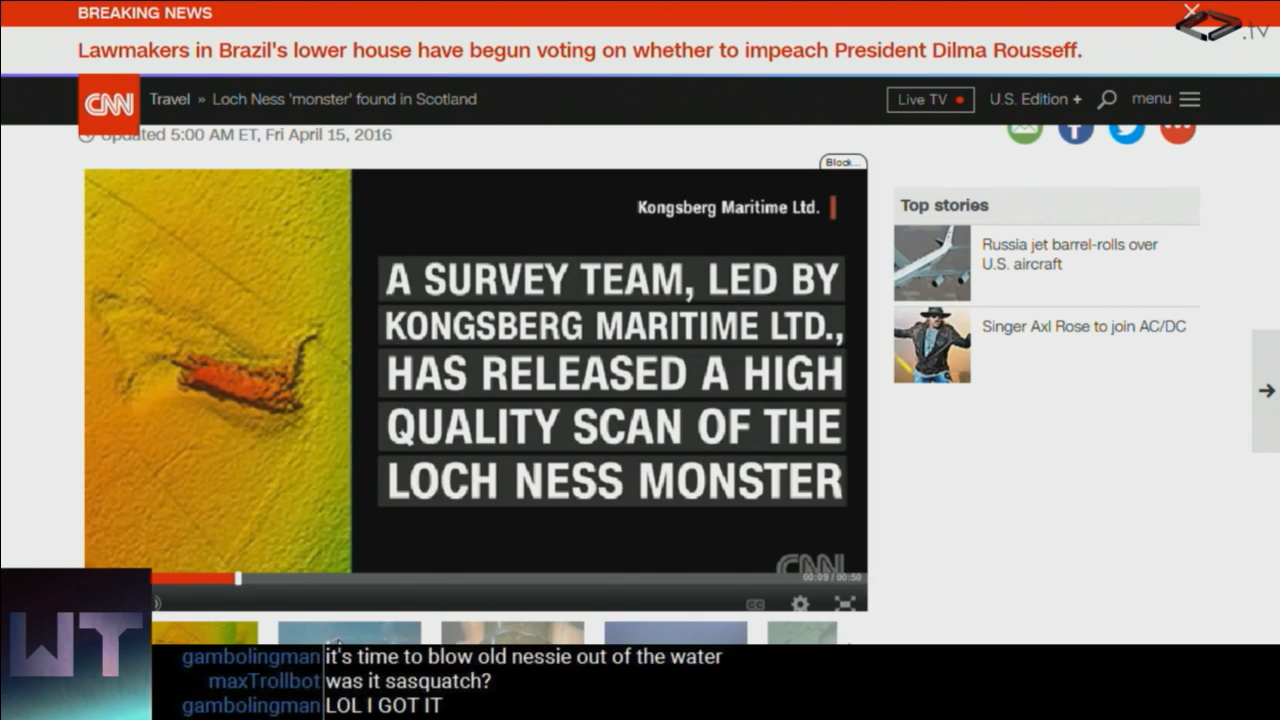 BREAKING NEWS
.tv
Lawmakers in Brazil's lower house have begun voting on whether to impeach President Dilma Rousseff.
CNN
Travel » Loch Ness 'monster' found in Scotland
Live TV
U.S. Edition +
menu
Updated 5:00 AM ET, Fri April 15, 2016
Block...
Kongsberg Maritime Ltd.
A SURVEY TEAM, LED BY
KONGSBERG MARITIME LTD.,
HAS RELEASED A HIGH
QUALITY SCAN OF THE
LOCH NESS MONSTER
CNN
00:09 / 00:50
CC
Top stories
Russia jet barrel-rolls over
U.S. aircraft
Singer Axl Rose to join AC/DC
WT
gambolingman it's time to blow old nessie out of the water
maxTrollbot was it sasquatch?
gambolingman LOL I GOT IT